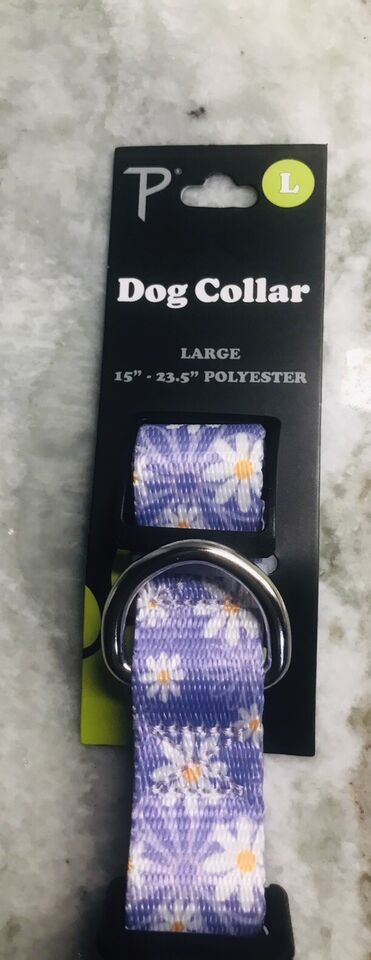 P®
L
Dog Collar
LARGE
15” - 23.5” POLYESTER